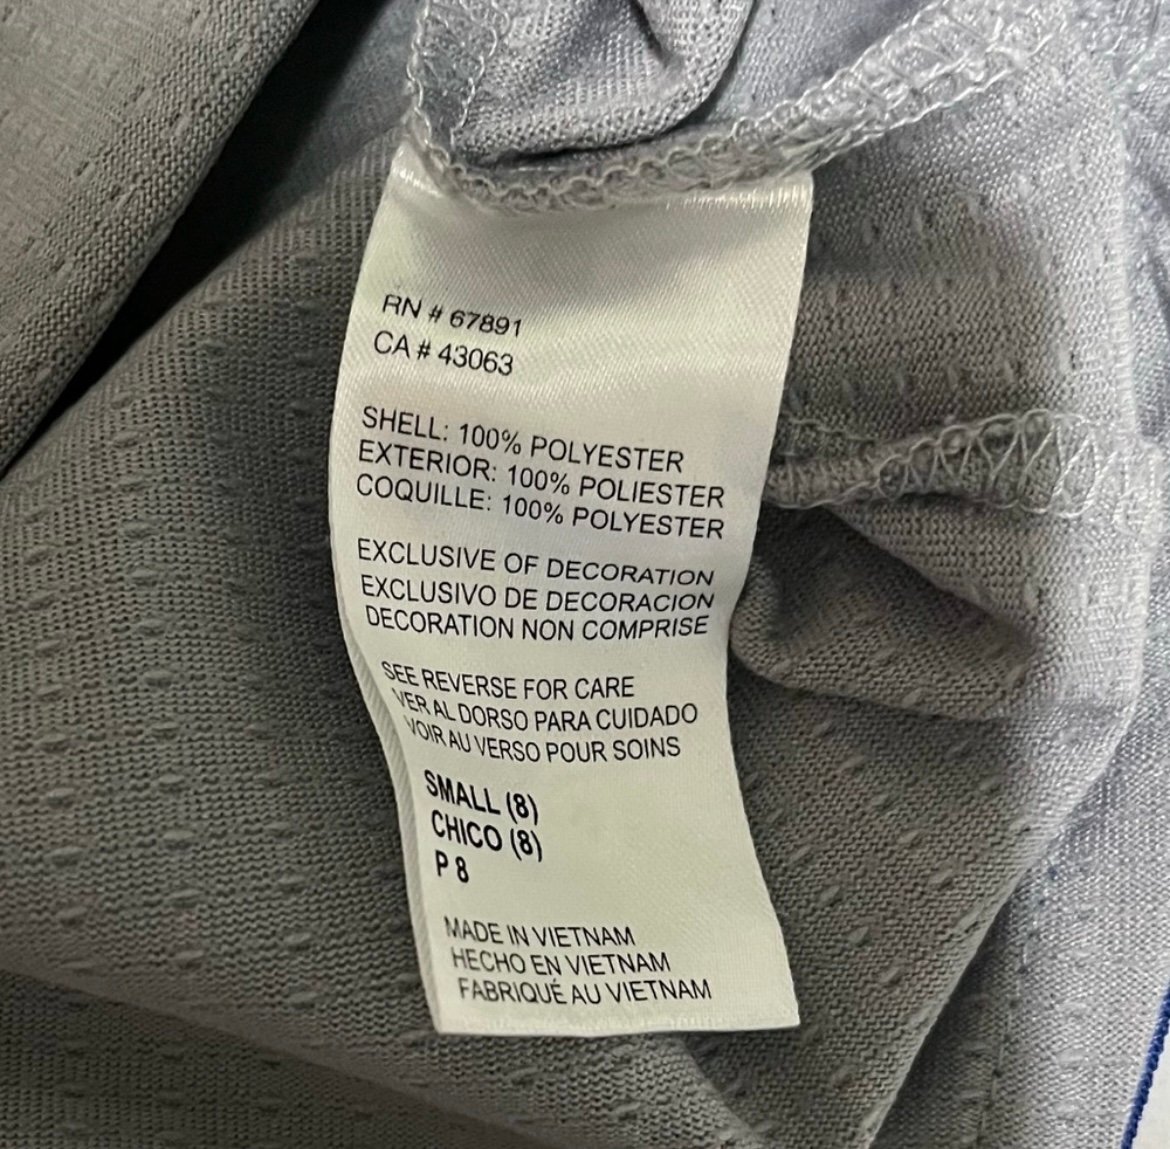 RN # 67891
CA # 43063
SHELL: 100% POLYESTER
EXTERIOR: 100% POLIESTER
COQUILLE: 100% POLYESTER
EXCLUSIVE OF DECORATION
EXCLUSIVO DE DECORACION
DECORATION NON COMPRISE
SEE REVERSE FOR CARE
VER AL DORSO PARA CUIDADO
VOIR AU VERSO POUR SOINS
SMALL (8)
CHICO (8)
P 8
MADE IN VIETNAM
HECHO EN VIETNAM
FABRIQUÉ AU VIETNAM